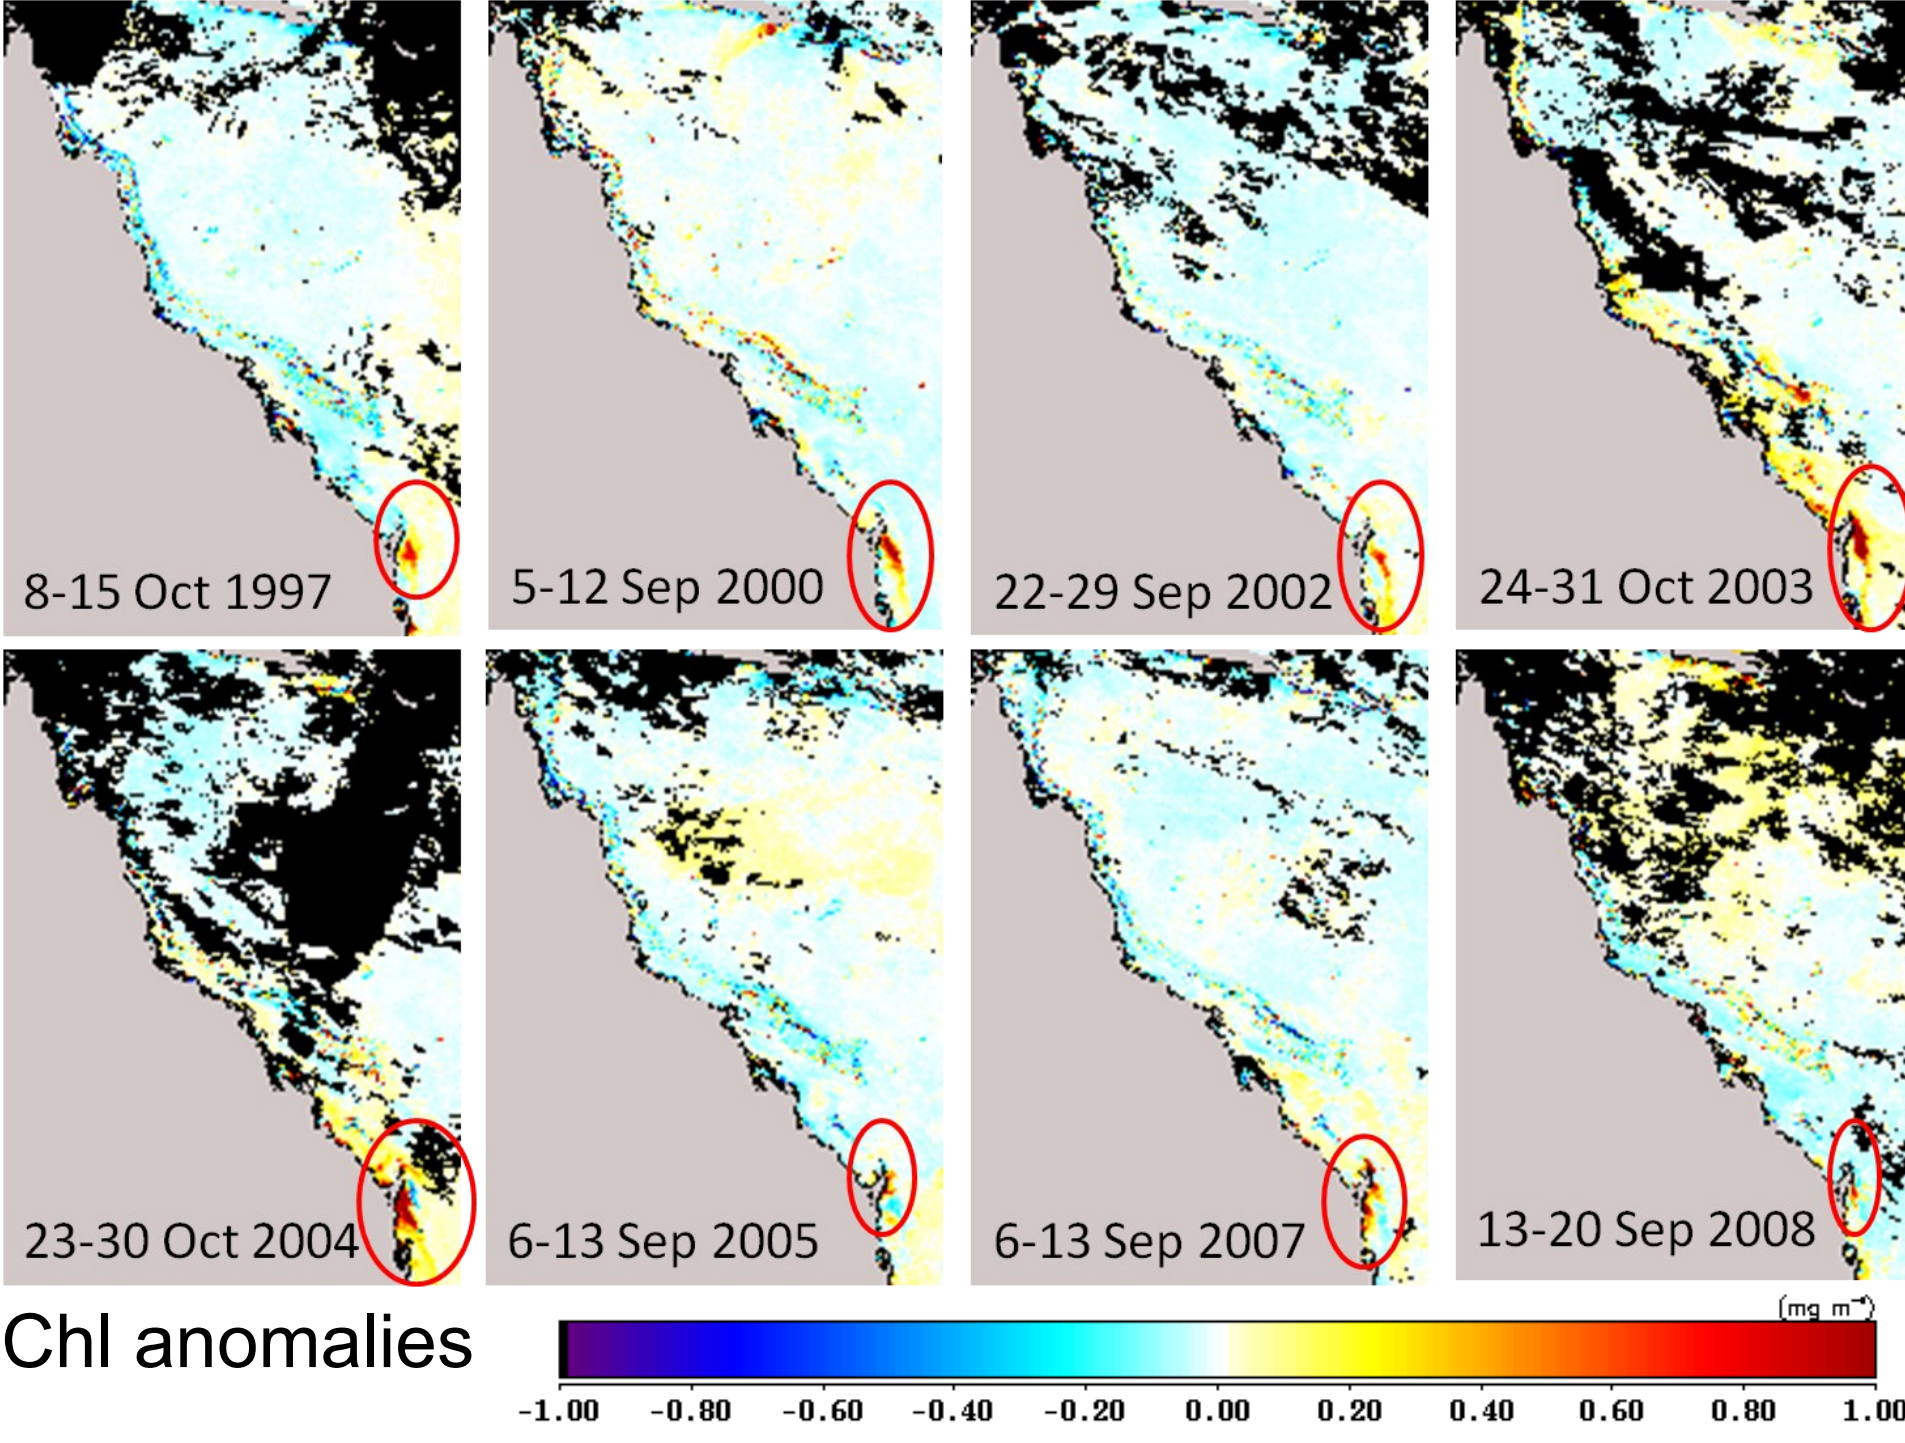 8-15 Oct 1997
5-12 Sep 2000
22-29 Sep 2002
24-31 Oct 2003
23-30 Oct 2004
6-13 Sep 2005
6-13 Sep 2007
13-20 Sep 2008
Chl anomalies
(mg m⁻³)
-1.00 -0.80 -0.60 -0.40 -0.20 0.00 0.20 0.40 0.60 0.80 1.00